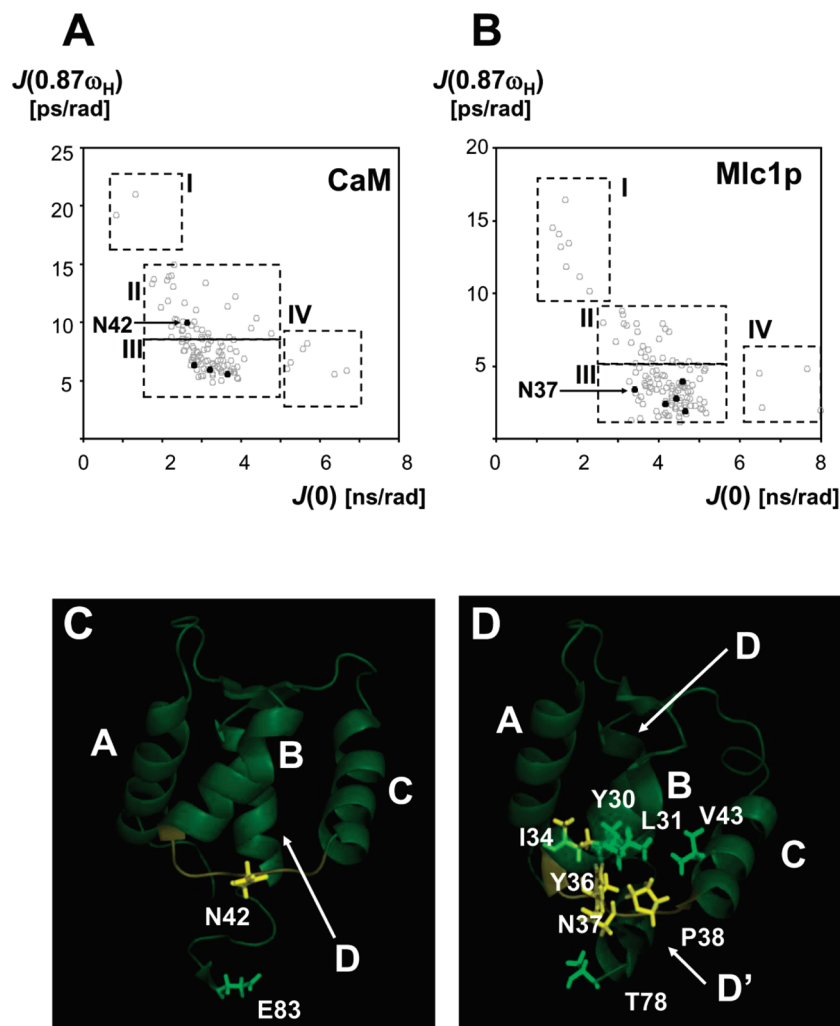 A
B
J(0.87ωH)
[ps/rad]
J(0.87ωH)
[ps/rad]
25
20
15
10
5
0
CaM
I
II
III
IV
N42
0 2 4 6 8
J(0) [ns/rad]
20
15
10
5
0
Mlc1p
I
II
III
IV
N37
0 2 4 6 8
J(0) [ns/rad]
C
A
B
C
N42
D
E83
D
D
A
B
Y30
L31
V43
I34
C
Y36
N37
P38
D’
T78